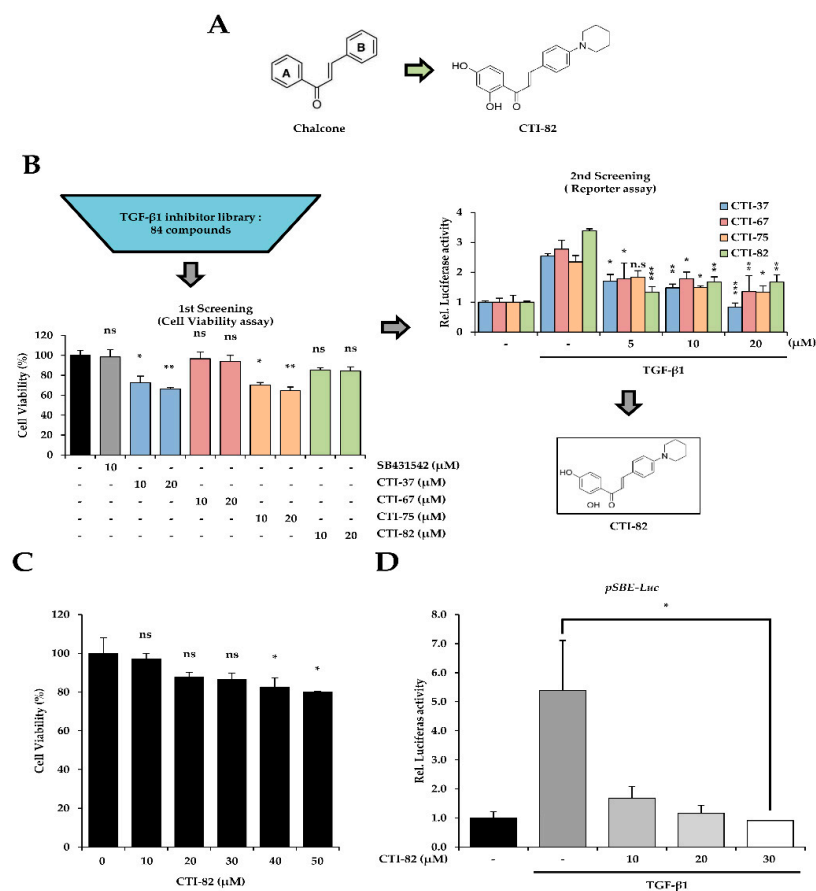 A
A
B
O
HO
OH
O
N
Chalcone
CTI-82
B
TGF-β1 inhibitor library :
84 compounds
1st Screening
(Cell Viability assay)
Cell Viability (%)
120
100
80
60
40
20
0
ns
*
**
ns
ns
*
**
ns
ns
- 10 - - - - - - - - SB431542 (μM)
- - 10 20 - - - - - - CTI-37 (μM)
- - - - 10 20 - - - - CTI-67 (μM)
- - - - - - 10 20 - - CTI-75 (μM)
- - - - - - - - 10 20 CTI-82 (μM)
2nd Screening
( Reporter assay)
CTI-37
CTI-67
CTI-75
CTI-82
Rel. Luciferase activity
4
3
2
1
0
* * n.s ***
** * * **
*** ** * **
- - 5 10 20 (μM)
TGF-β1
HO
OH
O
N
CTI-82
C
Cell Viability (%)
120
100
80
60
40
20
0
ns
ns
ns
*
*
0 10 20 30 40 50
CTI-82 (μM)
D
pSBE-Luc
*
Rel. Luciferas activity
8.0
7.0
6.0
5.0
4.0
3.0
2.0
1.0
0.0
CTI-82 (μM) - - 10 20 30
TGF-β1